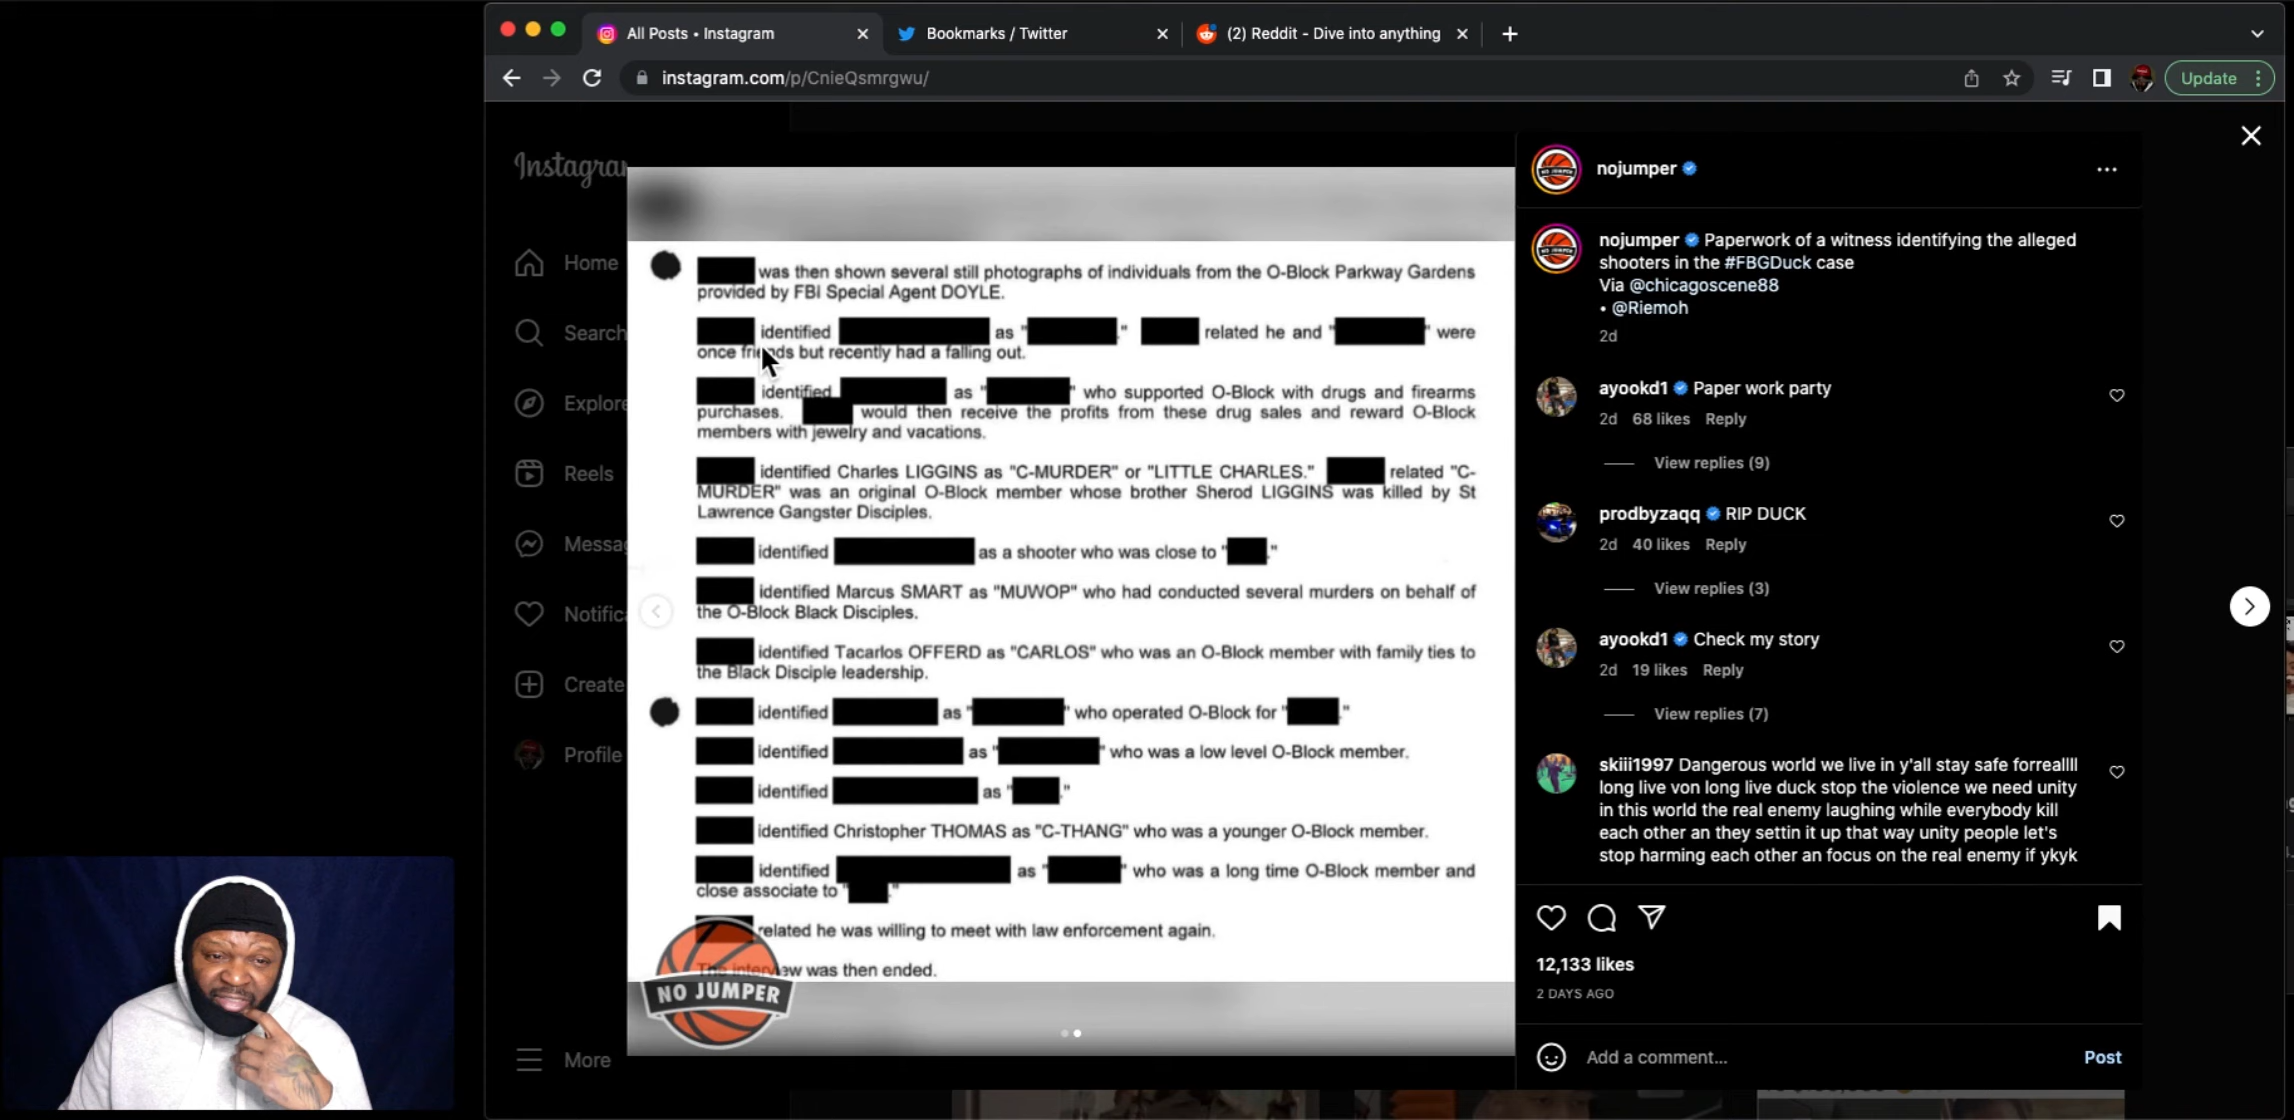 All Posts • Instagram
Bookmarks / Twitter
(2) Reddit - Dive into anything
instagram.com/p/CnieQsmrgwu/
Update
Instagram
Home
Search
Explore
Reels
Messa
Notific
Create
Profile
More
was then shown several still photographs of individuals from the O-Block Parkway Gardens
provided by FBI Special Agent DOYLE.
identified as " ." related he and " " were
once friends but recently had a falling out.
identified as " " who supported O-Block with drugs and firearms
purchases. would then receive the profits from these drug sales and reward O-Block
members with jewelry and vacations.
identified Charles LIGGINS as "C-MURDER" or "LITTLE CHARLES." related "C-
MURDER" was an original O-Block member whose brother Sherod LIGGINS was killed by St
Lawrence Gangster Disciples.
identified as a shooter who was close to " ."
identified Marcus SMART as "MUWOP" who had conducted several murders on behalf of
the O-Block Black Disciples.
identified Tacarlos OFFERD as "CARLOS" who was an O-Block member with family ties to
the Black Disciple leadership.
identified as " " who operated O-Block for " ."
identified as " " who was a low level O-Block member.
identified as " ."
identified Christopher THOMAS as "C-THANG" who was a younger O-Block member.
identified as " " who was a long time O-Block member and
close associate to " ."
related he was willing to meet with law enforcement again.
The interview was then ended.
NO JUMPER
nojumper
nojumper Paperwork of a witness identifying the alleged
shooters in the #FBGDuck case
Via @chicagoscene88
• @Riemoh
2d
ayookd1 Paper work party
2d 68 likes Reply
View replies (9)
prodbyzaqq RIP DUCK
2d 40 likes Reply
View replies (3)
ayookd1 Check my story
2d 19 likes Reply
View replies (7)
skiii1997 Dangerous world we live in y'all stay safe forreallll
long live von long live duck stop the violence we need unity
in this world the real enemy laughing while everybody kill
each other an they settin it up that way unity people let's
stop harming each other an focus on the real enemy if ykyk
12,133 likes
2 DAYS AGO
Add a comment...
Post